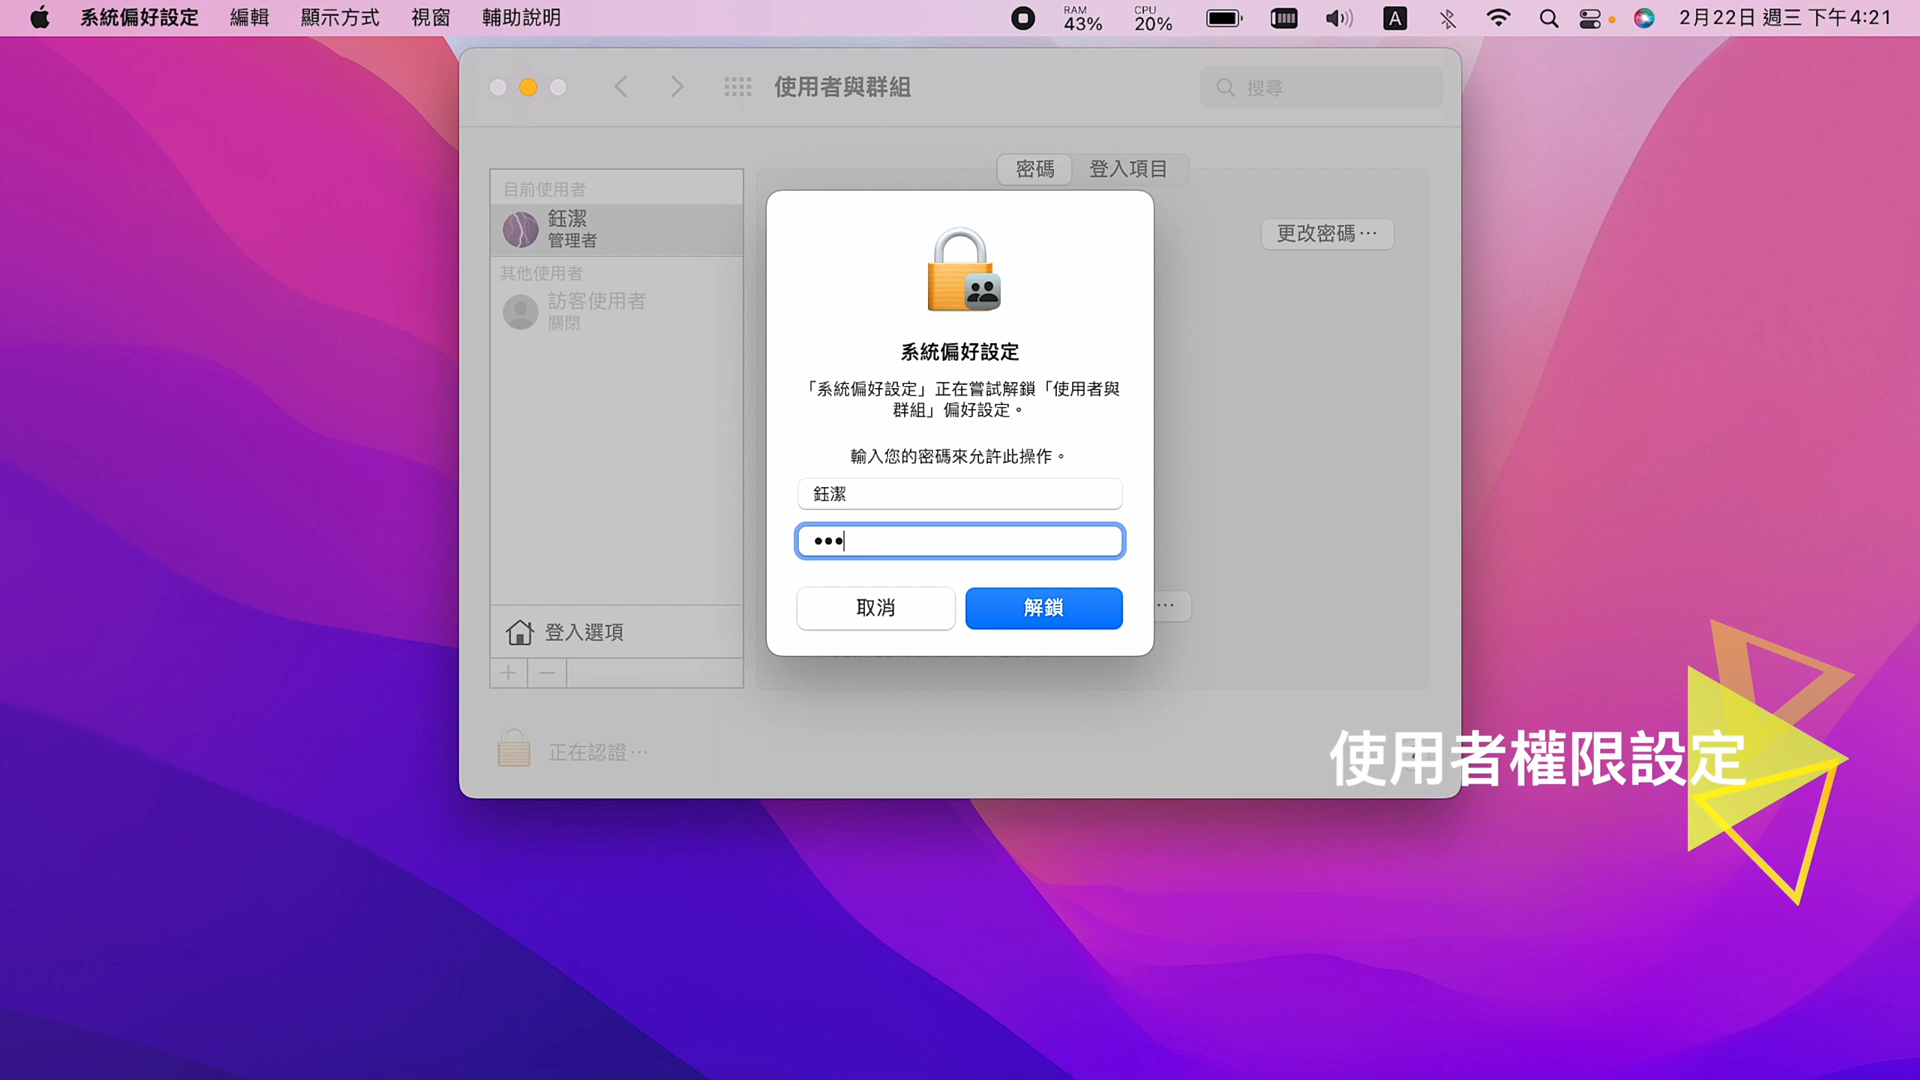 系統偏好設定 編輯 顯示方式 視窗 輔助說明 RAM 43% CPU 20% A 2月22日 週三 下午4:21
使用者與群組 搜尋
密碼 登入項目
目前使用者
鈺潔
管理者
更改密碼…
其他使用者
訪客使用者
關閉
系統偏好設定
「系統偏好設定」正在嘗試解鎖「使用者與
群組」偏好設定。
輸入您的密碼來允許此操作。
鈺潔
•••
取消 解鎖
登入選項
正在認證…
使用者權限設定